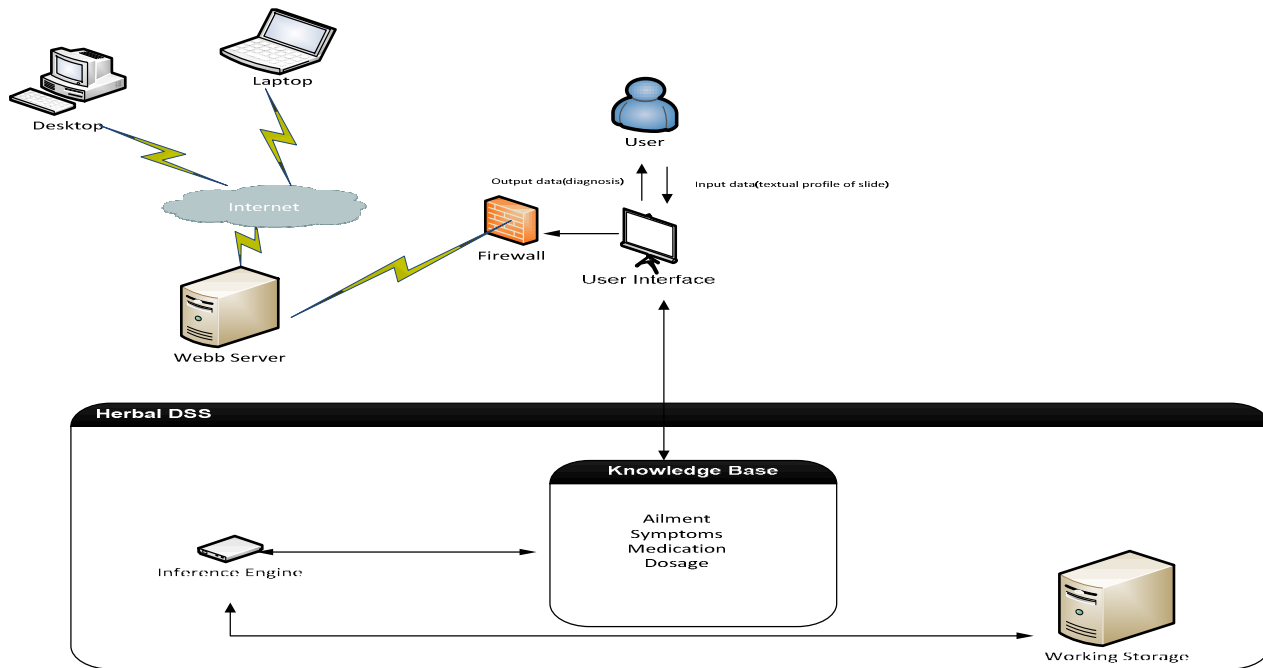 Laptop
Desktop
User
Output data(diagnosis)
Input data(textual profile of slide)
Internet
Firewall
User Interface
Webb Server
Herbal DSS
Knowledge Base
Ailment
Symptoms
Medication
Dosage
Inference Engine
Working Storage